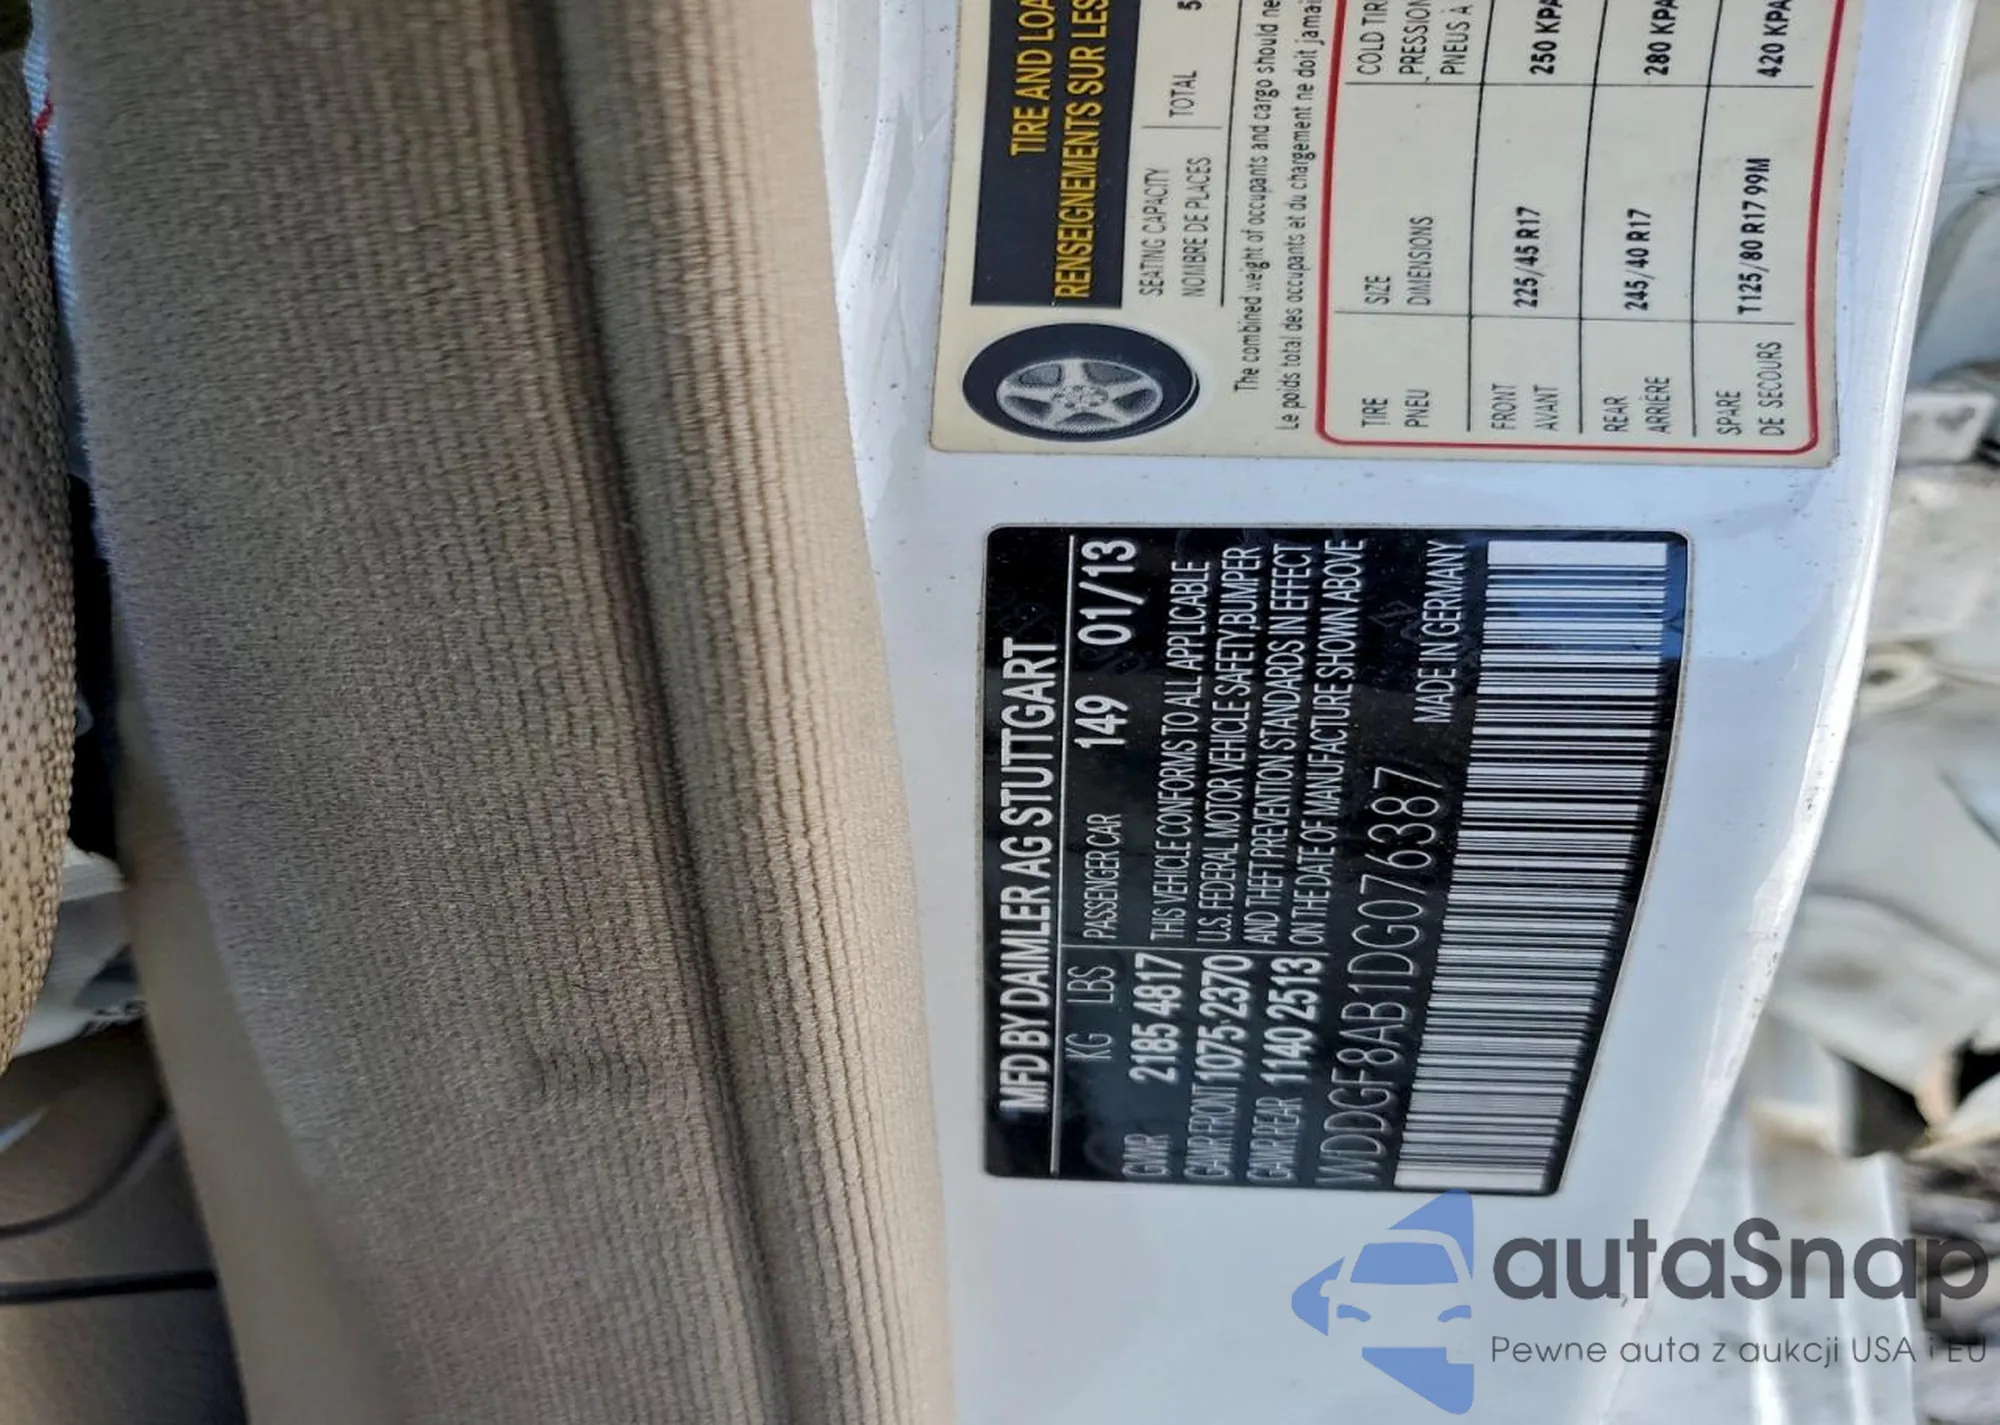 TIRE AND LOA
RENSEIGNEMENTS SUR LES
SEATING CAPACITY
NOMBRE DE PLACES
TOTAL 5
The combined weight of occupants and cargo should ne
Le poids total des occupants et du chargement ne doit jamai
TIRE
PNEU
SIZE
DIMENSIONS
COLD TIR
PRESSION
PNEUS À
FRONT
AVANT
225/45 R17
250 KPA
REAR
ARRIÈRE
245/40 R17
280 KPA
SPARE
DE SECOURS
T125/80 R17 99M
420 KPA
MFD BY DAIMLER AG STUTTGART
KG LBS
PASSENGER CAR 149 01/13
GVWR 2185 4817
GAWR FRONT 1075 2370
GAWR REAR 1140 2513
THIS VEHICLE CONFORMS TO ALL APPLICABLE
U.S. FEDERAL MOTOR VEHICLE SAFETY,BUMPER
AND THEFT PREVENTION STANDARDS IN EFFECT
ON THE DATE OF MANUFACTURE SHOWN ABOVE
WDDGF8AB1DG076387
MADE IN GERMANY
autaSnap
Pewne auta z aukcji USA i EU